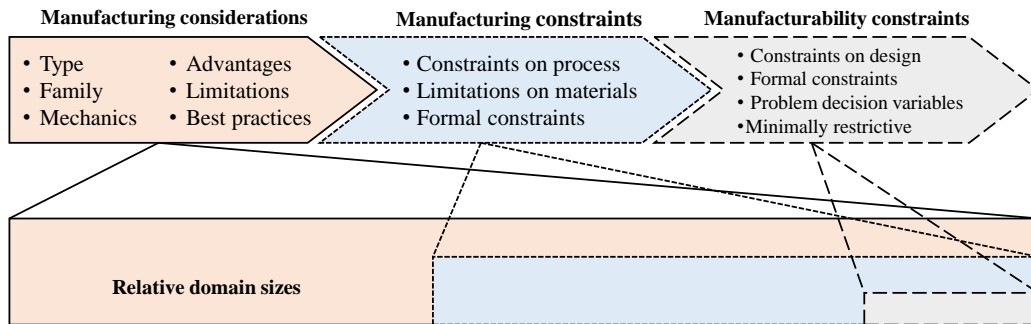 Manufacturing considerations
Manufacturing constraints
Manufacturability constraints
• Type
• Family
• Mechanics
• Advantages
• Limitations
• Best practices
• Constraints on process
• Limitations on materials
• Formal constraints
• Constraints on design
• Formal constraints
• Problem decision variables
•Minimally restrictive
Relative domain sizes